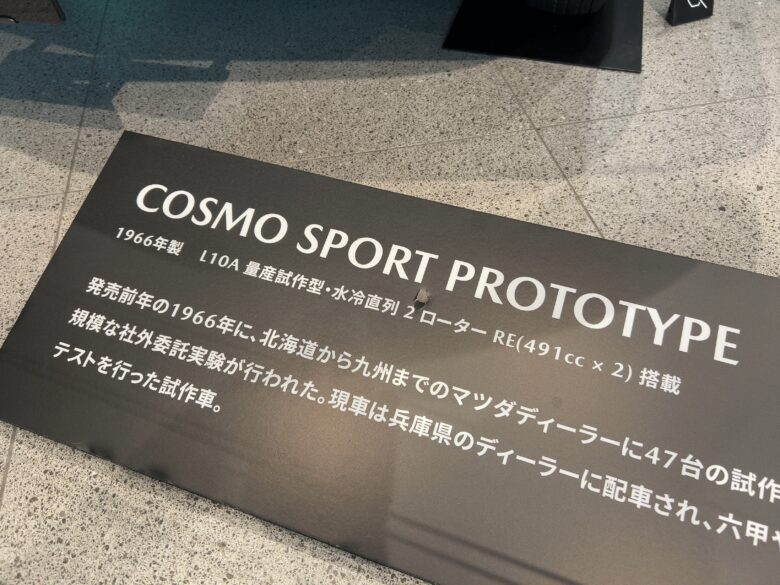 COSMO SPORT PROTOTYPE
1966年製 L10A 量産試作型・水冷直列 2 ローター RE(491cc × 2) 搭載
発売前年の1966年に、北海道から九州までのマツダディーラーに47台の試作
規模な社外委託実験が行われた。現車は兵庫県のディーラーに配車され、六甲
テストを行った試作車。